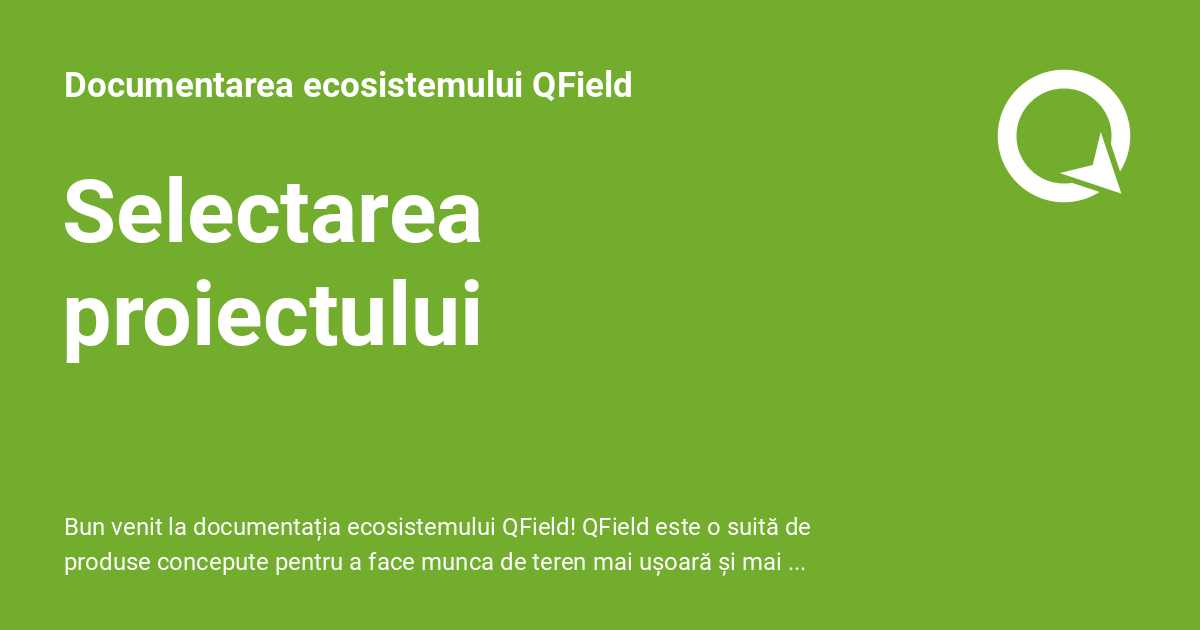 Documentarea ecosistemului QField
Selectarea
proiectului
Bun venit la documentația ecosistemului QField! QField este o suită de
produse concepute pentru a face munca de teren mai ușoară și mai ...